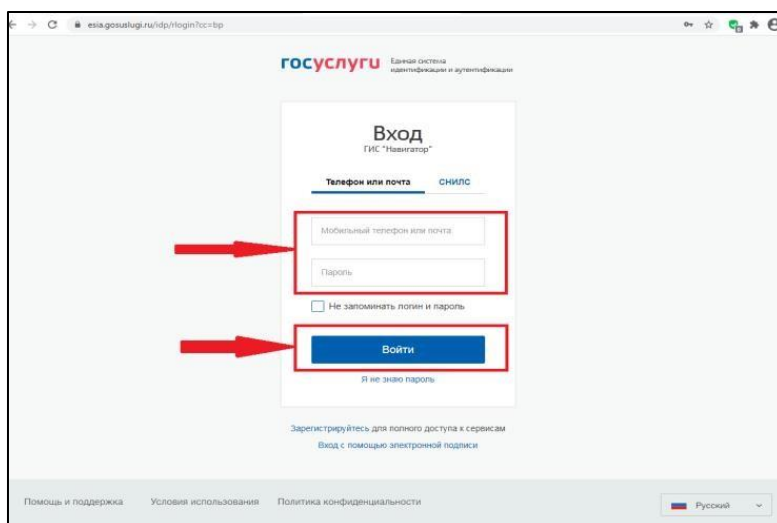 esia.gosuslugi.ru/idp/rlogin?cc=bp
госуслуги
Единая система
идентификации и аутентификации
Вход
ГИС "Навигатор"
Телефон или почта СНИЛС
Мобильный телефон или почта
Пароль
Не запоминать логин и пароль
Войти
Я не знаю пароль
Зарегистрируйтесь для полного доступа к сервисам
Вход с помощью электронной подписи
Помощь и поддержка Условия использования Политика конфиденциальности
Русский